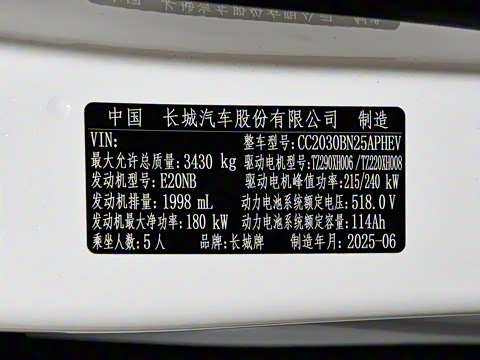 中国 长城汽车股份有限公司 制造
VIN: 整车型号:CC2030BN25APHEV
最大允许总质量:3430 kg 驱动电机型号:TZ290XH006/TZ220XH008
发动机型号:E20NB 驱动电机峰值功率:215/240 kW
发动机排量:1998 mL 动力电池系统额定电压:518.0V
发动机最大净功率:180 kW 动力电池系统额定容量:114Ah
乘坐人数:5人 品牌:长城牌 制造年月:2025-06